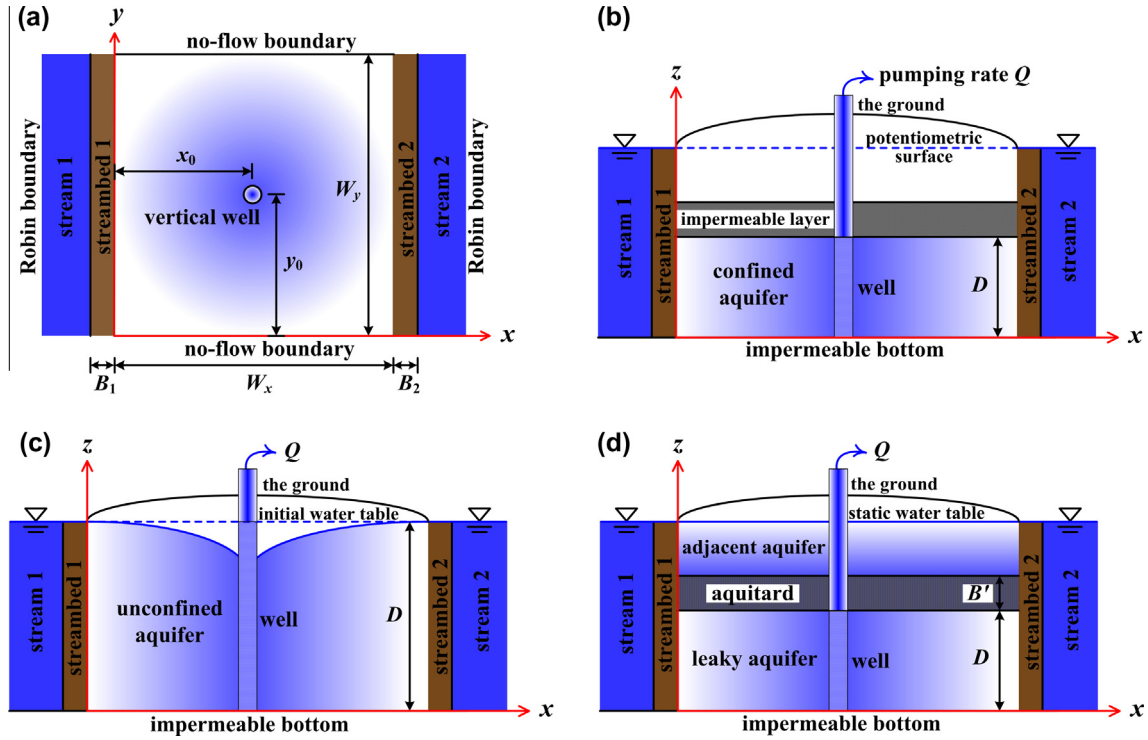 (a)
y
no-flow boundary
Robin boundary
stream 1
streambed 1
x0
vertical well
y0
Wy
streambed 2
stream 2
Robin boundary
x
no-flow boundary
B1
Wx
B2
(b)
z
pumping rate Q
the ground
potentiometric
surface
stream 1
streambed 1
impermeable layer
confined
aquifer
well
D
streambed 2
stream 2
x
impermeable bottom
(c)
z
Q
the ground
initial water table
stream 1
streambed 1
unconfined
aquifer
well
D
streambed 2
stream 2
x
impermeable bottom
(d)
z
Q
the ground
static water table
adjacent aquifer
aquitard
B′
stream 1
streambed 1
leaky aquifer
well
D
streambed 2
stream 2
x
impermeable bottom